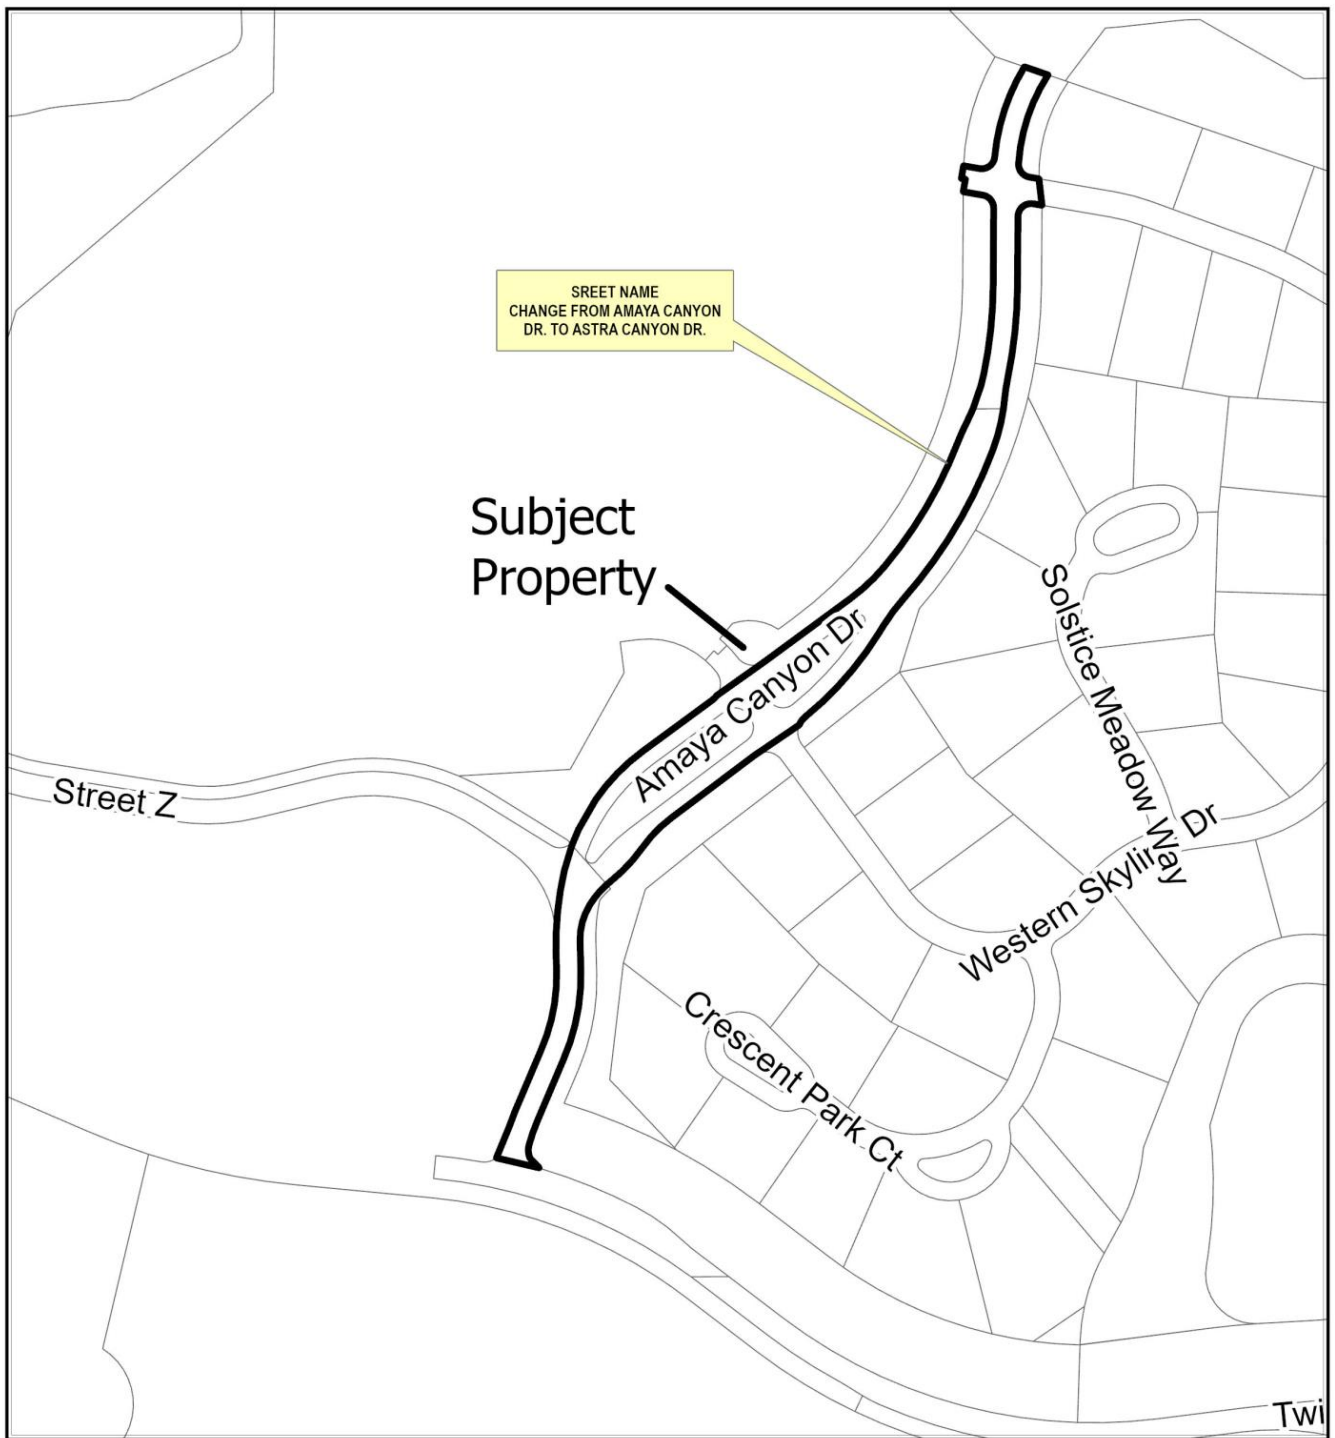 SREET NAME
CHANGE FROM AMAYA CANYON
DR. TO ASTRA CANYON DR.
Subject
Property
Amaya Canyon Dr
Solstice Meadow Way
Street Z
Western Skylin Dr
Crescent Park Ct
Twi